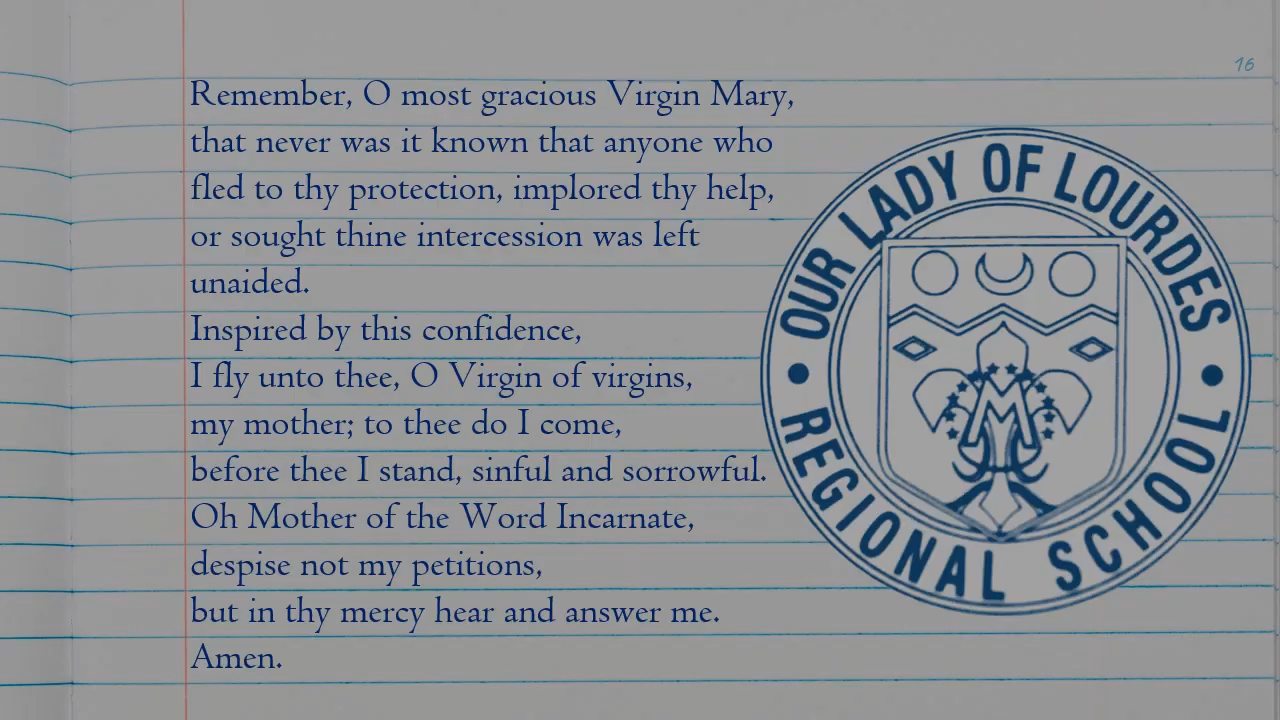 16
Remember, O most gracious Virgin Mary,
that never was it known that anyone who
fled to thy protection, implored thy help,
or sought thine intercession was left
unaided.
Inspired by this confidence,
I fly unto thee, O Virgin of virgins,
my mother; to thee do I come,
before thee I stand, sinful and sorrowful.
Oh Mother of the Word Incarnate,
despise not my petitions,
but in thy mercy hear and answer me.
Amen.
OUR LADY OF LOURDES
M
• REGIONAL SCHOOL •